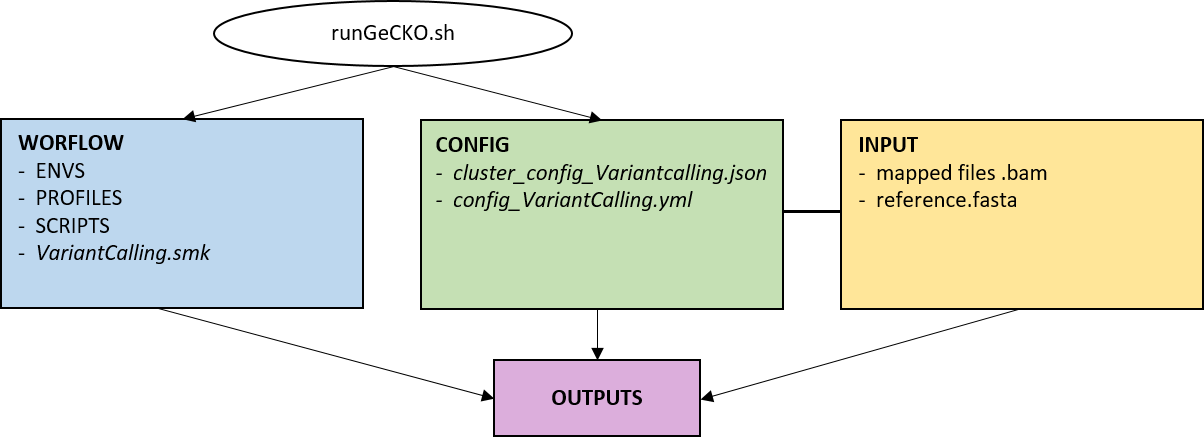 runGeCKO.sh
WORFLOW
- ENVS
- PROFILES
- SCRIPTS
- VariantCalling.smk
CONFIG
- cluster_config_Variantcalling.json
- config_VariantCalling.yml
INPUT
- mapped files .bam
- reference.fasta
OUTPUTS